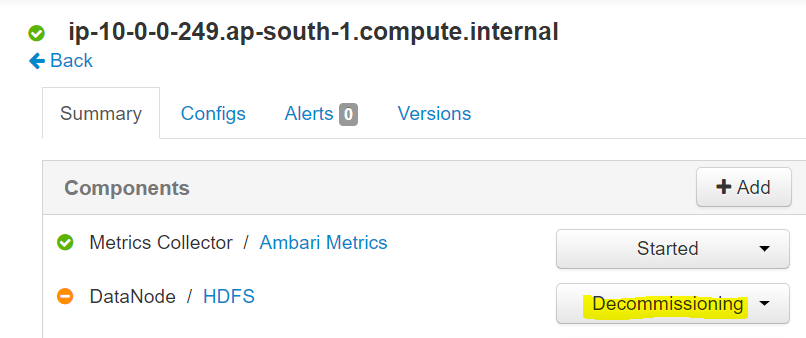 ip-10-0-0-249.ap-south-1.compute.internal
Back
Summary Configs Alerts 0 Versions
Components Add
Metrics Collector / Ambari Metrics Started
DataNode / HDFS Decommissioning